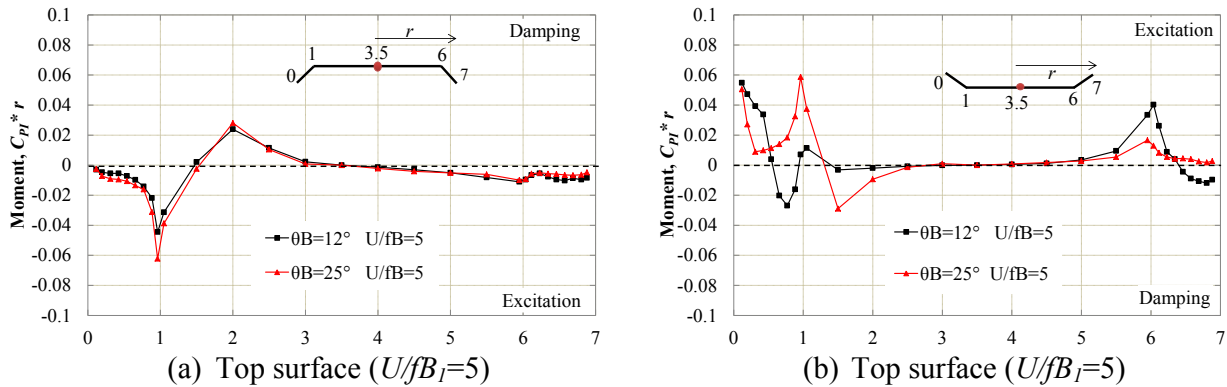 0.1
0.08
0.06
0.04
0.02
0
-0.02
-0.04
-0.06
-0.08
-0.1
Moment, C_PI* r
Damping
r
1 3.5 6
0 7
θB=12° U/fB=5
θB=25° U/fB=5
Excitation
0 1 2 3 4 5 6 7
(a) Top surface (U/fB₁=5)
0.1
0.08
0.06
0.04
0.02
0
-0.02
-0.04
-0.06
-0.08
-0.1
Moment, C_PI* r
Excitation
r
0 7
1 3.5 6
θB=12° U/fB=5
θB=25° U/fB=5
Damping
0 1 2 3 4 5 6 7
(b) Top surface (U/fB₁=5)